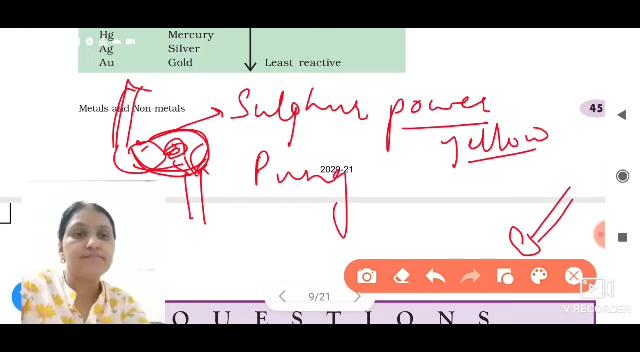 Hg Mercury
Ag Silver
Au Gold Least reactive
Metals and Non-metals 45
Sulphur power
yellow
Pung
2020-21
9/21
V RECORDER
QUESTIONS